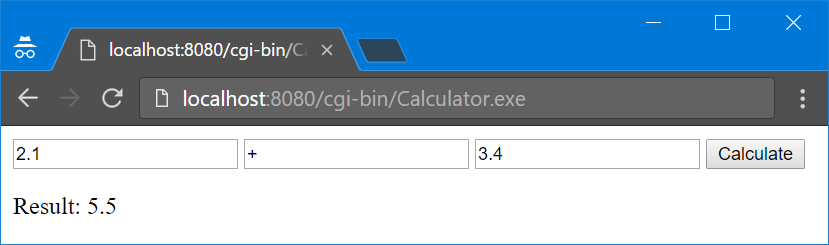 localhost:8080/cgi-bin/C
localhost:8080/cgi-bin/Calculator.exe
2.1 + 3.4 Calculate
Result: 5.5